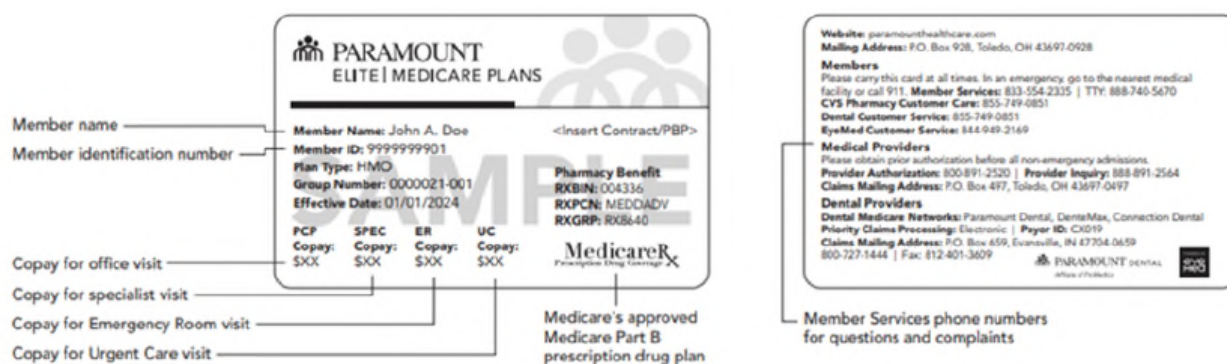 PARAMOUNT
ELITE | MEDICARE PLANS
SAMPLE
Member name
Member identification number
Member Name: John A. Doe
<Insert Contract/PBP>
Member ID: 9999999901
Plan Type: HMO
Group Number: 0000021-001
Effective Date: 01/01/2024
Pharmacy Benefit
RXBIN: 004336
RXPCN: MEDDADV
RXGRP: RX8640
PCP SPEC ER UC
Copay: Copay: Copay: Copay:
$XX $XX $XX $XX
MedicareRx
Prescription Drug Coverage
Copay for office visit
Copay for specialist visit
Copay for Emergency Room visit
Copay for Urgent Care visit
Medicare's approved
Medicare Part B
prescription drug plan
Website: paramounthealthcare.com
Mailing Address: P.O. Box 928, Toledo, OH 43697-0928
Members
Please carry this card at all times. In an emergency, go to the nearest medical
facility or call 911. Member Services: 833-554-2335 | TTY: 888-740-5670
CVS Pharmacy Customer Care: 855-749-0851
Dental Customer Service: 855-749-0851
EyeMed Customer Service: 844-949-2169
Medical Providers
Please obtain prior authorization before all non-emergency admissions.
Provider Authorization: 800-891-2520 | Provider Inquiry: 888-891-2564
Claims Mailing Address: P.O. Box 497, Toledo, OH 43697-0497
Dental Providers
Dental Medicare Networks: Paramount Dental, DenteMax, Connection Dental
Priority Claims Processing: Electronic | Payor ID: CX019
Claims Mailing Address: P.O. Box 659, Evansville, IN 47704-0659
800-727-1444 | Fax: 812-401-3609
PARAMOUNT DENTAL
eye
MED
Member Services phone numbers
for questions and complaints